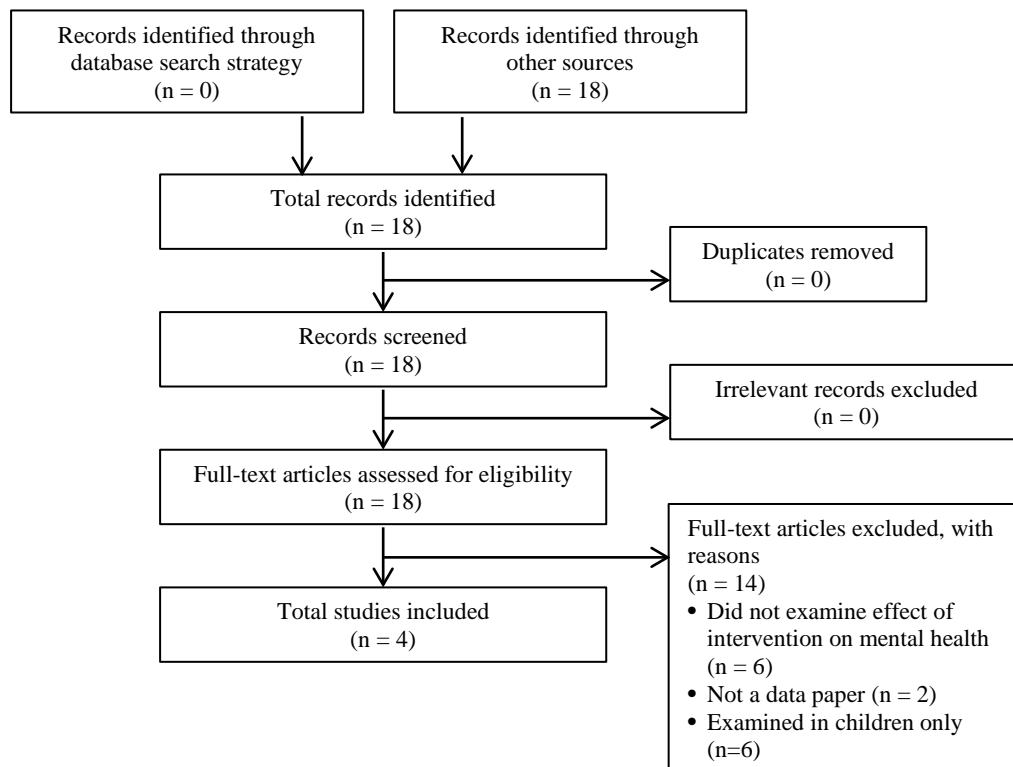 Records identified through
database search strategy
(n = 0)
Records identified through
other sources
(n = 18)
Total records identified
(n = 18)
Duplicates removed
(n = 0)
Records screened
(n = 18)
Irrelevant records excluded
(n = 0)
Full-text articles assessed for eligibility
(n = 18)
Full-text articles excluded, with
reasons
(n = 14)
• Did not examine effect of
intervention on mental health
(n = 6)
• Not a data paper (n = 2)
• Examined in children only
(n=6)
Total studies included
(n = 4)